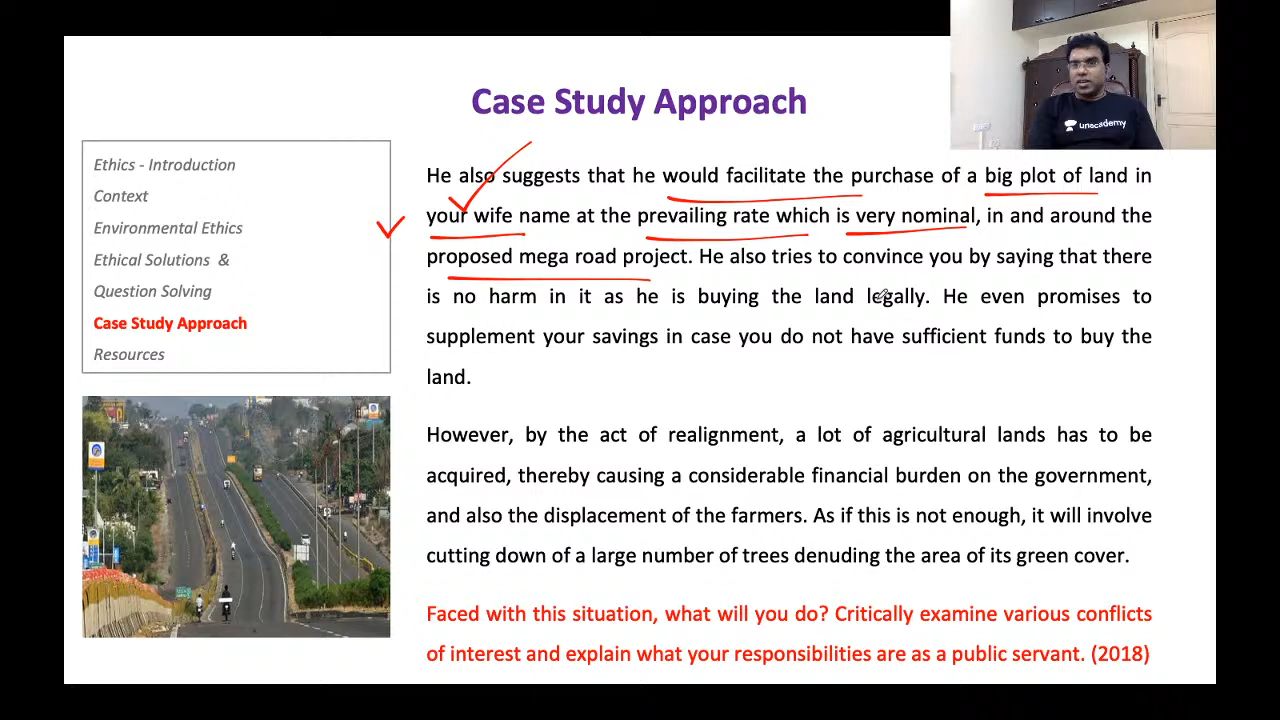 Case Study Approach
unacademy
Ethics - Introduction
Context
Environmental Ethics
Ethical Solutions &
Question Solving
Case Study Approach
Resources
He also suggests that he would facilitate the purchase of a big plot of land in
your wife name at the prevailing rate which is very nominal, in and around the
proposed mega road project. He also tries to convince you by saying that there
is no harm in it as he is buying the land legally. He even promises to
supplement your savings in case you do not have sufficient funds to buy the
land.
However, by the act of realignment, a lot of agricultural lands has to be
acquired, thereby causing a considerable financial burden on the government,
and also the displacement of the farmers. As if this is not enough, it will involve
cutting down of a large number of trees denuding the area of its green cover.
Faced with this situation, what will you do? Critically examine various conflicts
of interest and explain what your responsibilities are as a public servant. (2018)